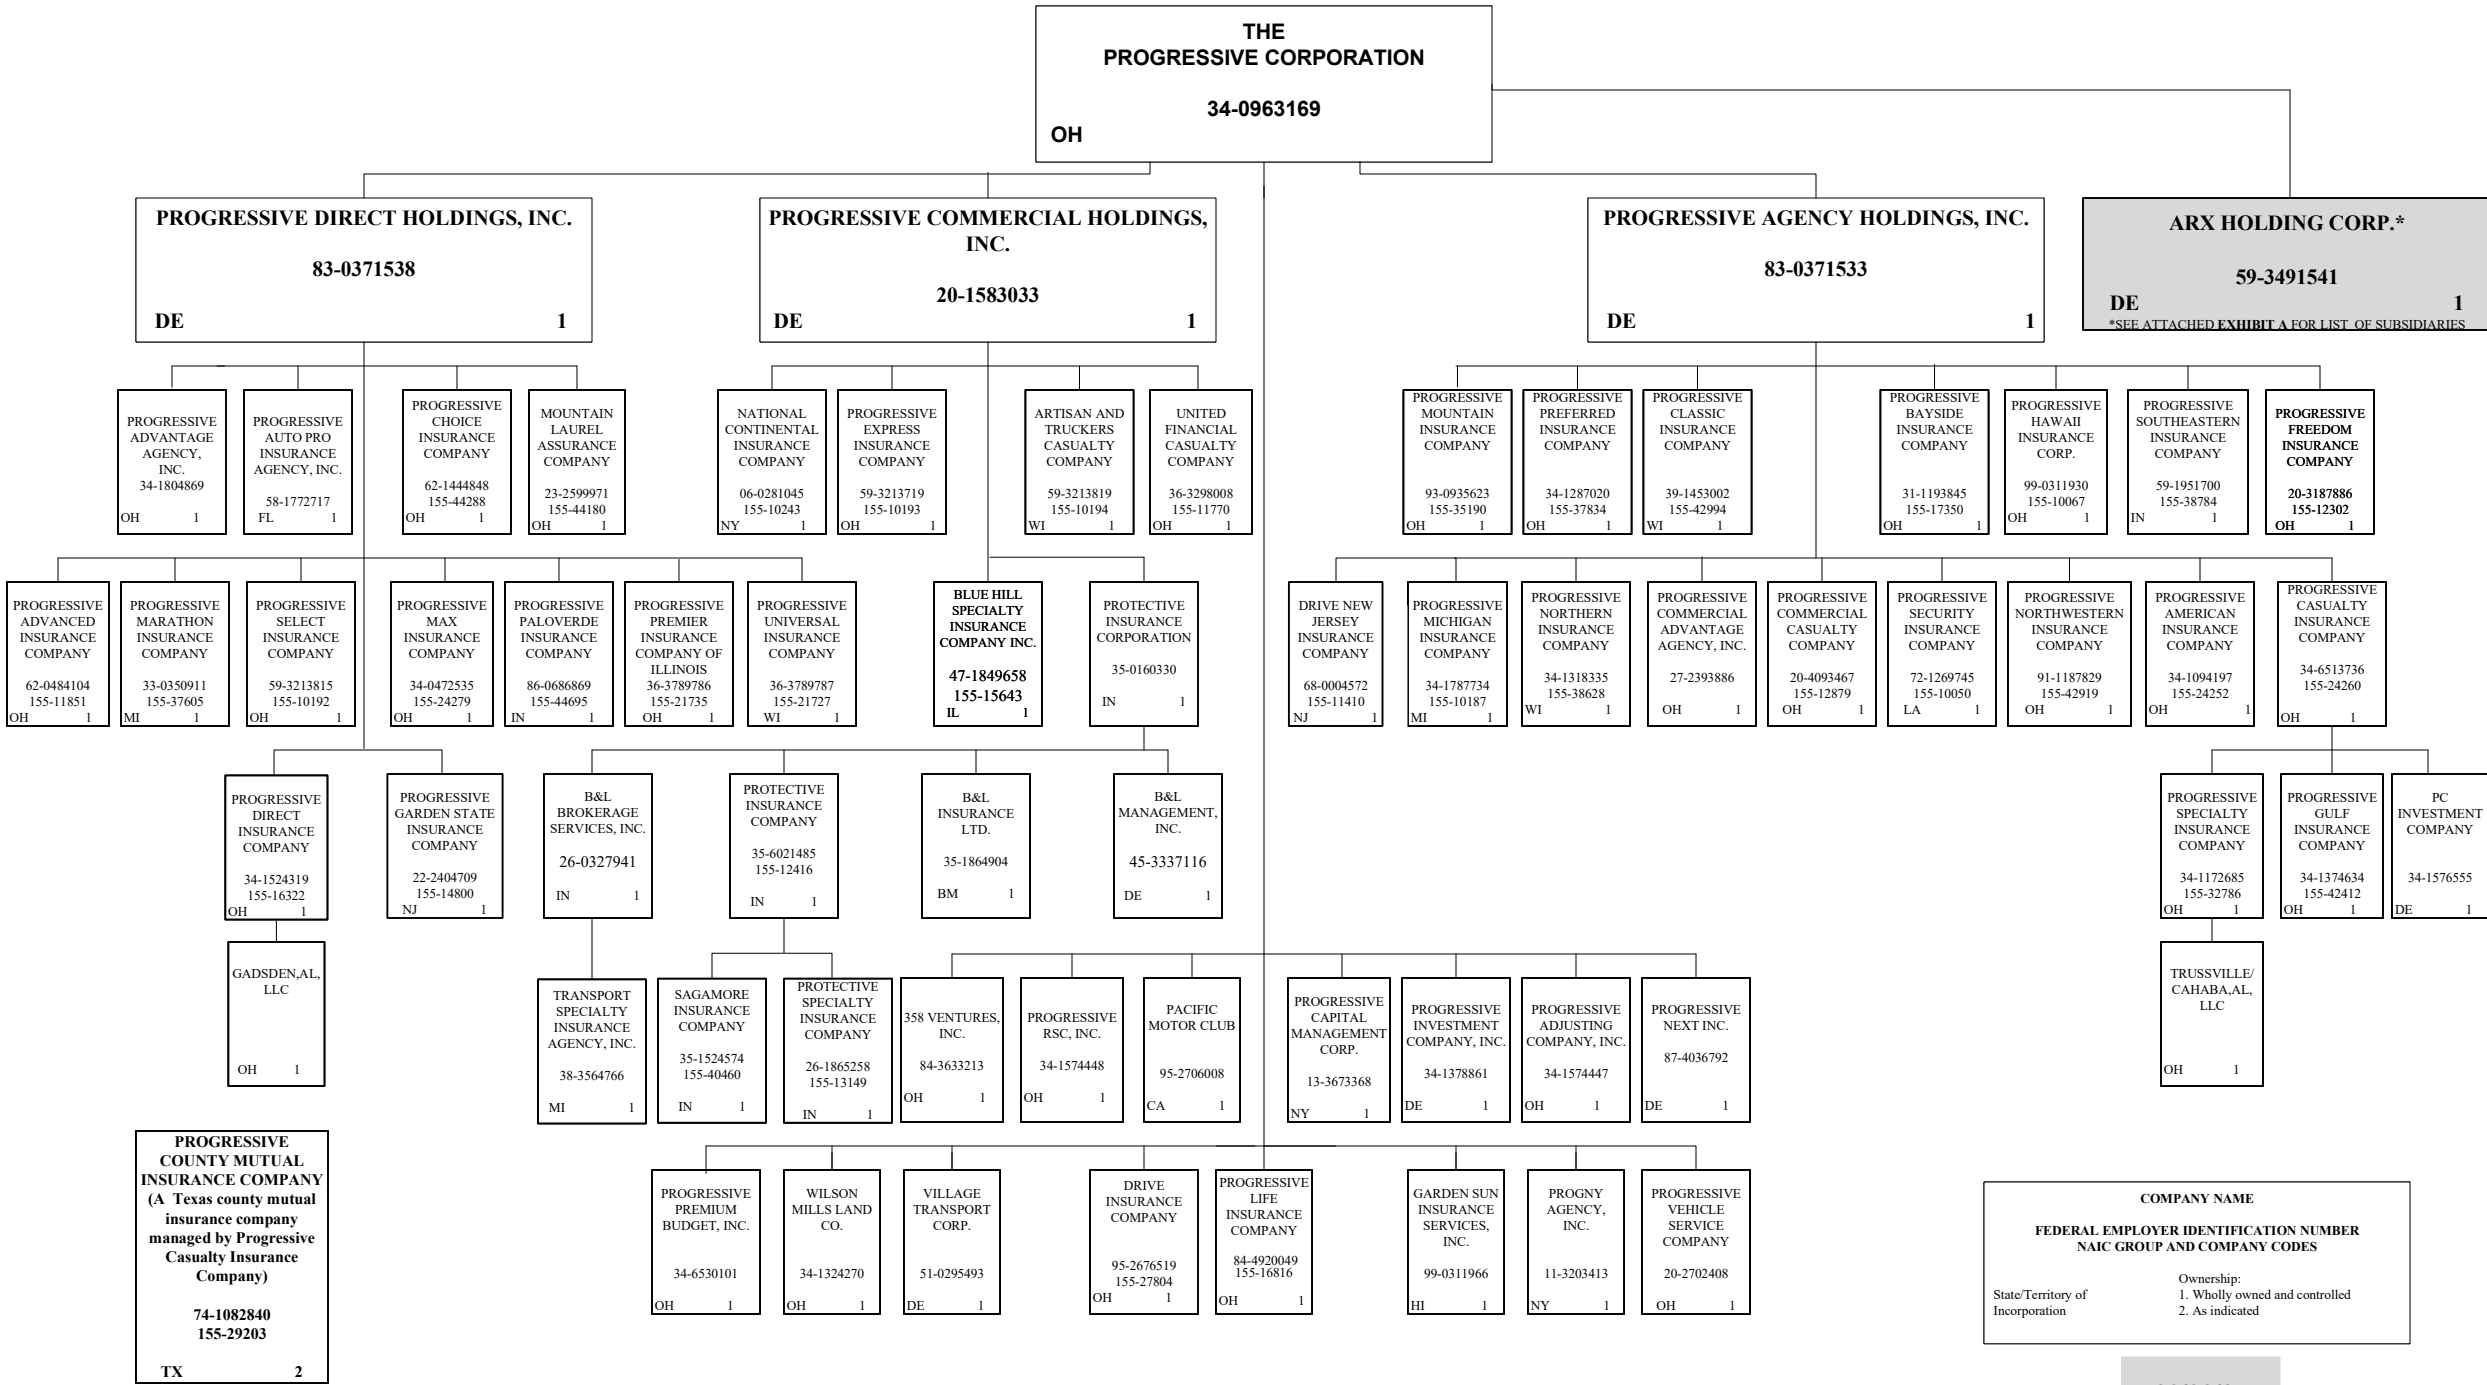 THE
PROGRESSIVE CORPORATION
34-0963169
OH
PROGRESSIVE DIRECT HOLDINGS, INC.
83-0371538
DE 1
PROGRESSIVE COMMERCIAL HOLDINGS,
INC.
20-1583033
DE 1
PROGRESSIVE AGENCY HOLDINGS, INC.
83-0371533
DE 1
ARX HOLDING CORP.*
59-3491541
DE 1
*SEE ATTACHED EXHIBIT A FOR LIST OF SUBSIDIARIES
PROGRESSIVE
ADVANTAGE
AGENCY,
INC.
34-1804869
OH 1
PROGRESSIVE
AUTO PRO
INSURANCE
AGENCY, INC.
58-1772717
FL 1
PROGRESSIVE
CHOICE
INSURANCE
COMPANY
62-1444848
155-44288
OH 1
MOUNTAIN
LAUREL
ASSURANCE
COMPANY
23-2599971
155-44180
OH 1
NATIONAL
CONTINENTAL
INSURANCE
COMPANY
06-0281045
155-10243
NY 1
PROGRESSIVE
EXPRESS
INSURANCE
COMPANY
59-3213719
155-10193
OH 1
ARTISAN AND
TRUCKERS
CASUALTY
COMPANY
59-3213819
155-10194
WI 1
UNITED
FINANCIAL
CASUALTY
COMPANY
36-3298008
155-11770
OH 1
PROGRESSIVE
MOUNTAIN
INSURANCE
COMPANY
93-0935623
155-35190
OH 1
PROGRESSIVE
PREFERRED
INSURANCE
COMPANY
34-1287020
155-37834
OH 1
PROGRESSIVE
CLASSIC
INSURANCE
COMPANY
39-1453002
155-42994
WI 1
PROGRESSIVE
BAYSIDE
INSURANCE
COMPANY
31-1193845
155-17350
OH 1
PROGRESSIVE
HAWAII
INSURANCE
CORP.
99-0311930
155-10067
OH 1
PROGRESSIVE
SOUTHEASTERN
INSURANCE
COMPANY
59-1951700
155-38784
IN 1
PROGRESSIVE
FREEDOM
INSURANCE
COMPANY
20-3187886
155-12302
OH 1
PROGRESSIVE
ADVANCED
INSURANCE
COMPANY
62-0484104
155-11851
OH 1
PROGRESSIVE
MARATHON
INSURANCE
COMPANY
33-0350911
155-37605
MI 1
PROGRESSIVE
SELECT
INSURANCE
COMPANY
59-3213815
155-10192
OH 1
PROGRESSIVE
MAX
INSURANCE
COMPANY
34-0472535
155-24279
OH 1
PROGRESSIVE
PALOVERDE
INSURANCE
COMPANY
86-0686869
155-44695
IN 1
PROGRESSIVE
PREMIER
INSURANCE
COMPANY OF
ILLINOIS
36-3789786
155-21735
OH 1
PROGRESSIVE
UNIVERSAL
INSURANCE
COMPANY
36-3789787
155-21727
WI 1
BLUE HILL
SPECIALTY
INSURANCE
COMPANY INC.
47-1849658
155-15643
IL 1
PROTECTIVE
INSURANCE
CORPORATION
35-0160330
IN 1
DRIVE NEW
JERSEY
INSURANCE
COMPANY
68-0004572
155-11410
NJ 1
PROGRESSIVE
MICHIGAN
INSURANCE
COMPANY
34-1787734
155-10187
MI 1
PROGRESSIVE
NORTHERN
INSURANCE
COMPANY
34-1318335
155-38628
WI 1
PROGRESSIVE
COMMERCIAL
ADVANTAGE
AGENCY, INC.
27-2393886
OH 1
PROGRESSIVE
COMMERCIAL
CASUALTY
COMPANY
20-4093467
155-12879
OH 1
PROGRESSIVE
SECURITY
INSURANCE
COMPANY
72-1269745
155-10050
LA 1
PROGRESSIVE
NORTHWESTERN
INSURANCE
COMPANY
91-1187829
155-42919
OH 1
PROGRESSIVE
AMERICAN
INSURANCE
COMPANY
34-1094197
155-24252
OH 1
PROGRESSIVE
CASUALTY
INSURANCE
COMPANY
34-6513736
155-24260
OH 1
PROGRESSIVE
DIRECT
INSURANCE
COMPANY
34-1524319
155-16322
OH 1
PROGRESSIVE
GARDEN STATE
INSURANCE
COMPANY
22-2404709
155-14800
NJ 1
B&L
BROKERAGE
SERVICES, INC.
26-0327941
IN 1
PROTECTIVE
INSURANCE
COMPANY
35-6021485
155-12416
IN 1
B&L
INSURANCE
LTD.
35-1864904
BM 1
B&L
MANAGEMENT,
INC.
45-3337116
DE 1
PROGRESSIVE
SPECIALTY
INSURANCE
COMPANY
34-1172685
155-32786
OH 1
PROGRESSIVE
GULF
INSURANCE
COMPANY
34-1374634
155-42412
OH 1
PC
INVESTMENT
COMPANY
34-1576555
DE 1
GADSDEN,AL,
LLC
OH 1
TRANSPORT
SPECIALTY
INSURANCE
AGENCY, INC.
38-3564766
MI 1
SAGAMORE
INSURANCE
COMPANY
35-1524574
155-40460
IN 1
PROTECTIVE
SPECIALTY
INSURANCE
COMPANY
26-1865258
155-13149
IN 1
358 VENTURES,
INC.
84-3633213
OH 1
PROGRESSIVE
RSC, INC.
34-1574448
OH 1
PACIFIC
MOTOR CLUB
95-2706008
CA 1
PROGRESSIVE
CAPITAL
MANAGEMENT
CORP.
13-3673368
NY 1
PROGRESSIVE
INVESTMENT
COMPANY, INC.
34-1378861
DE 1
PROGRESSIVE
ADJUSTING
COMPANY, INC.
34-1574447
OH 1
PROGRESSIVE
NEXT INC.
87-4036792
DE 1
TRUSSVILLE/
CAHABA,AL,
LLC
OH 1
PROGRESSIVE
COUNTY MUTUAL
INSURANCE COMPANY
(A Texas county mutual
insurance company
managed by Progressive
Casualty Insurance
Company)
74-1082840
155-29203
TX 2
PROGRESSIVE
PREMIUM
BUDGET, INC.
34-6530101
OH 1
WILSON
MILLS LAND
CO.
34-1324270
OH 1
VILLAGE
TRANSPORT
CORP.
51-0295493
DE 1
DRIVE
INSURANCE
COMPANY
95-2676519
155-27804
OH 1
PROGRESSIVE
LIFE
INSURANCE
COMPANY
84-4920049
155-16816
OH 1
GARDEN SUN
INSURANCE
SERVICES,
INC.
99-0311966
HI 1
PROGNY
AGENCY,
INC.
11-3203413
NY 1
PROGRESSIVE
VEHICLE
SERVICE
COMPANY
20-2702408
OH 1
COMPANY NAME
FEDERAL EMPLOYER IDENTIFICATION NUMBER
NAIC GROUP AND COMPANY CODES
Ownership:
State/Territory of 1. Wholly owned and controlled
Incorporation 2. As indicated